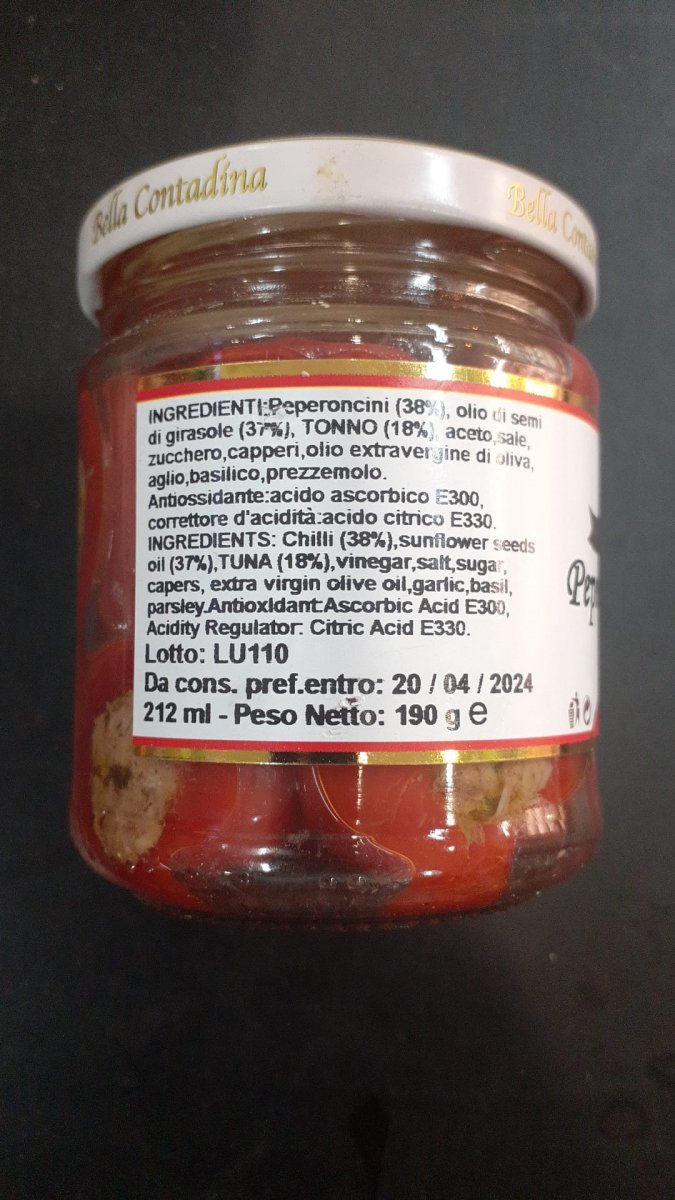 Bella Contadina
Bella Conta
INGREDIENTI:Peperoncini (38%), olio di semi
di girasole (37%), TONNO (18%), aceto,sale,
zucchero,capperi,olio extravergine di oliva,
aglio,basilico,prezzemolo.
Antiossidante:acido ascorbico E300,
correttore d'acidità:acido citrico E330.
INGREDIENTS: Chilli (38%),sunflower seeds
oil (37%),TUNA (18%),vinegar,salt,sugar,
capers, extra virgin olive oil,garlic,basil,
parsley.Antioxidant:Ascorbic Acid E300,
Acidity Regulator: Citric Acid E330.
Lotto: LU110
Da cons. pref.entro: 20 / 04 / 2024
212 ml - Peso Netto: 190 g e
Pep